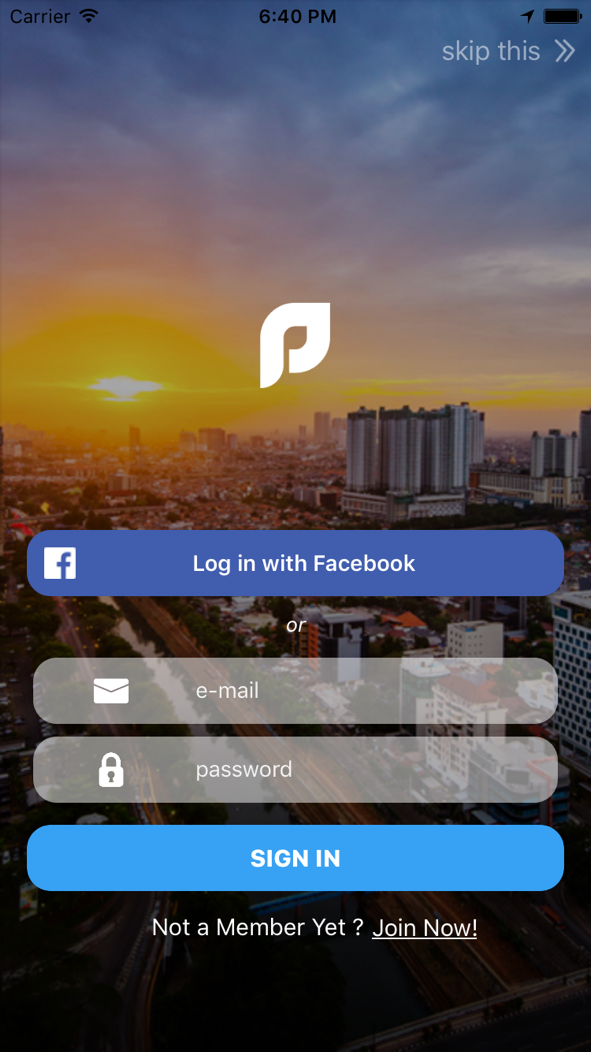 Carrier 6:40 PM
skip this
Log in with Facebook
or
e-mail
password
SIGN IN
Not a Member Yet ? Join Now!